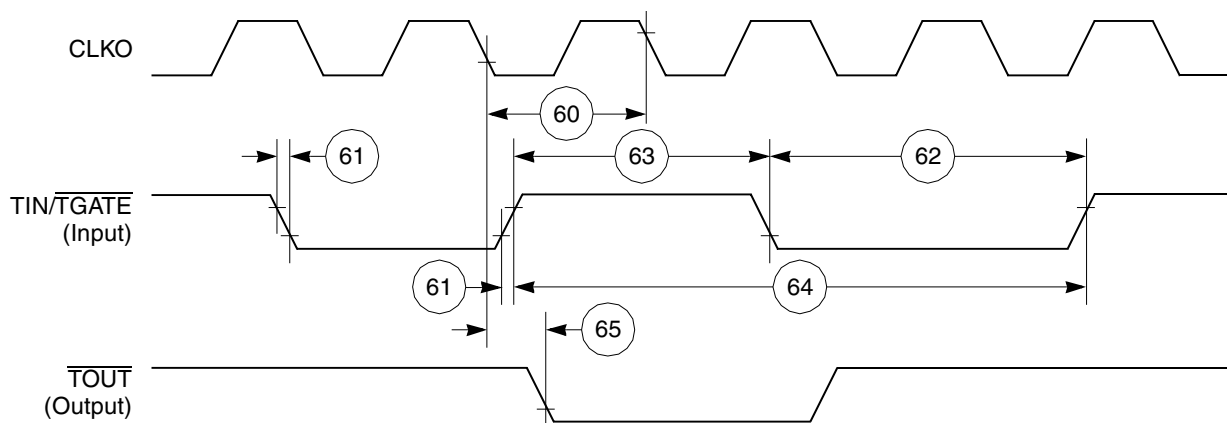 CLKO
60
61
63
62
TIN/TGATE
(Input)
61
64
65
TOUT
(Output)